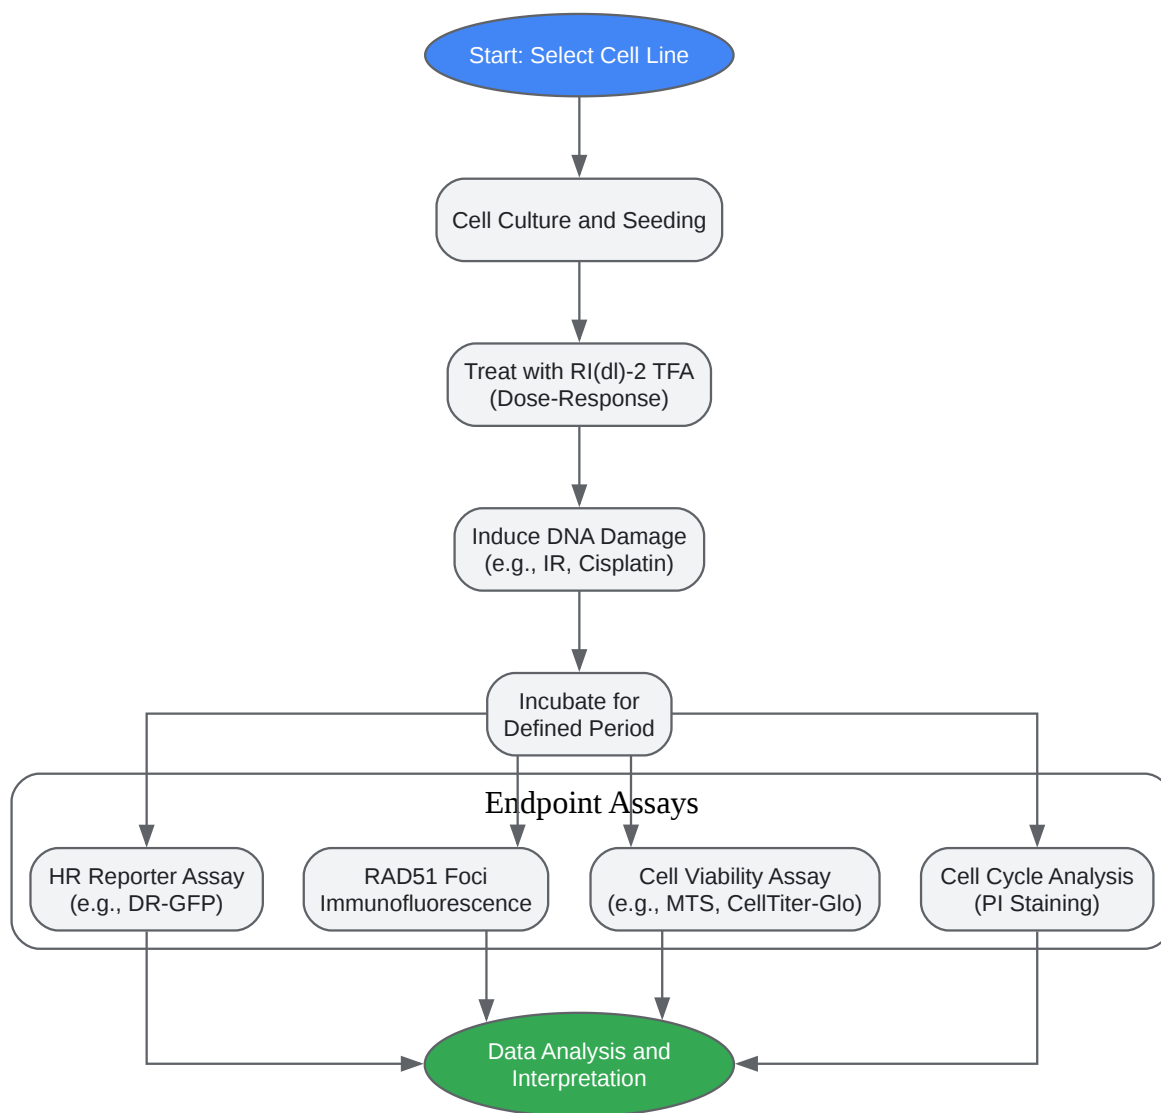 Start: Select Cell Line
Cell Culture and Seeding
Treat with RI(dl)-2 TFA
(Dose-Response)
Induce DNA Damage
(e.g., IR, Cisplatin)
Incubate for
Defined Period
Endpoint Assays
HR Reporter Assay
(e.g., DR-GFP)
RAD51 Foci
Immunofluorescence
Cell Viability Assay
(e.g., MTS, CellTiter-Glo)
Cell Cycle Analysis
(PI Staining)
Data Analysis and
Interpretation